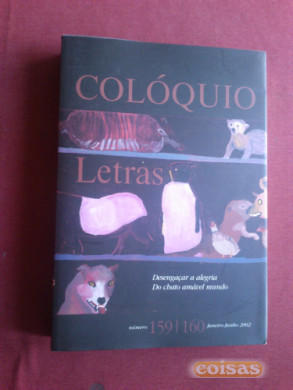 COLÓQUIO
Letras
Desengaçar a alegria
Do chato amável mundo
número 159 | 160 Janeiro-Junho 2002
coisas